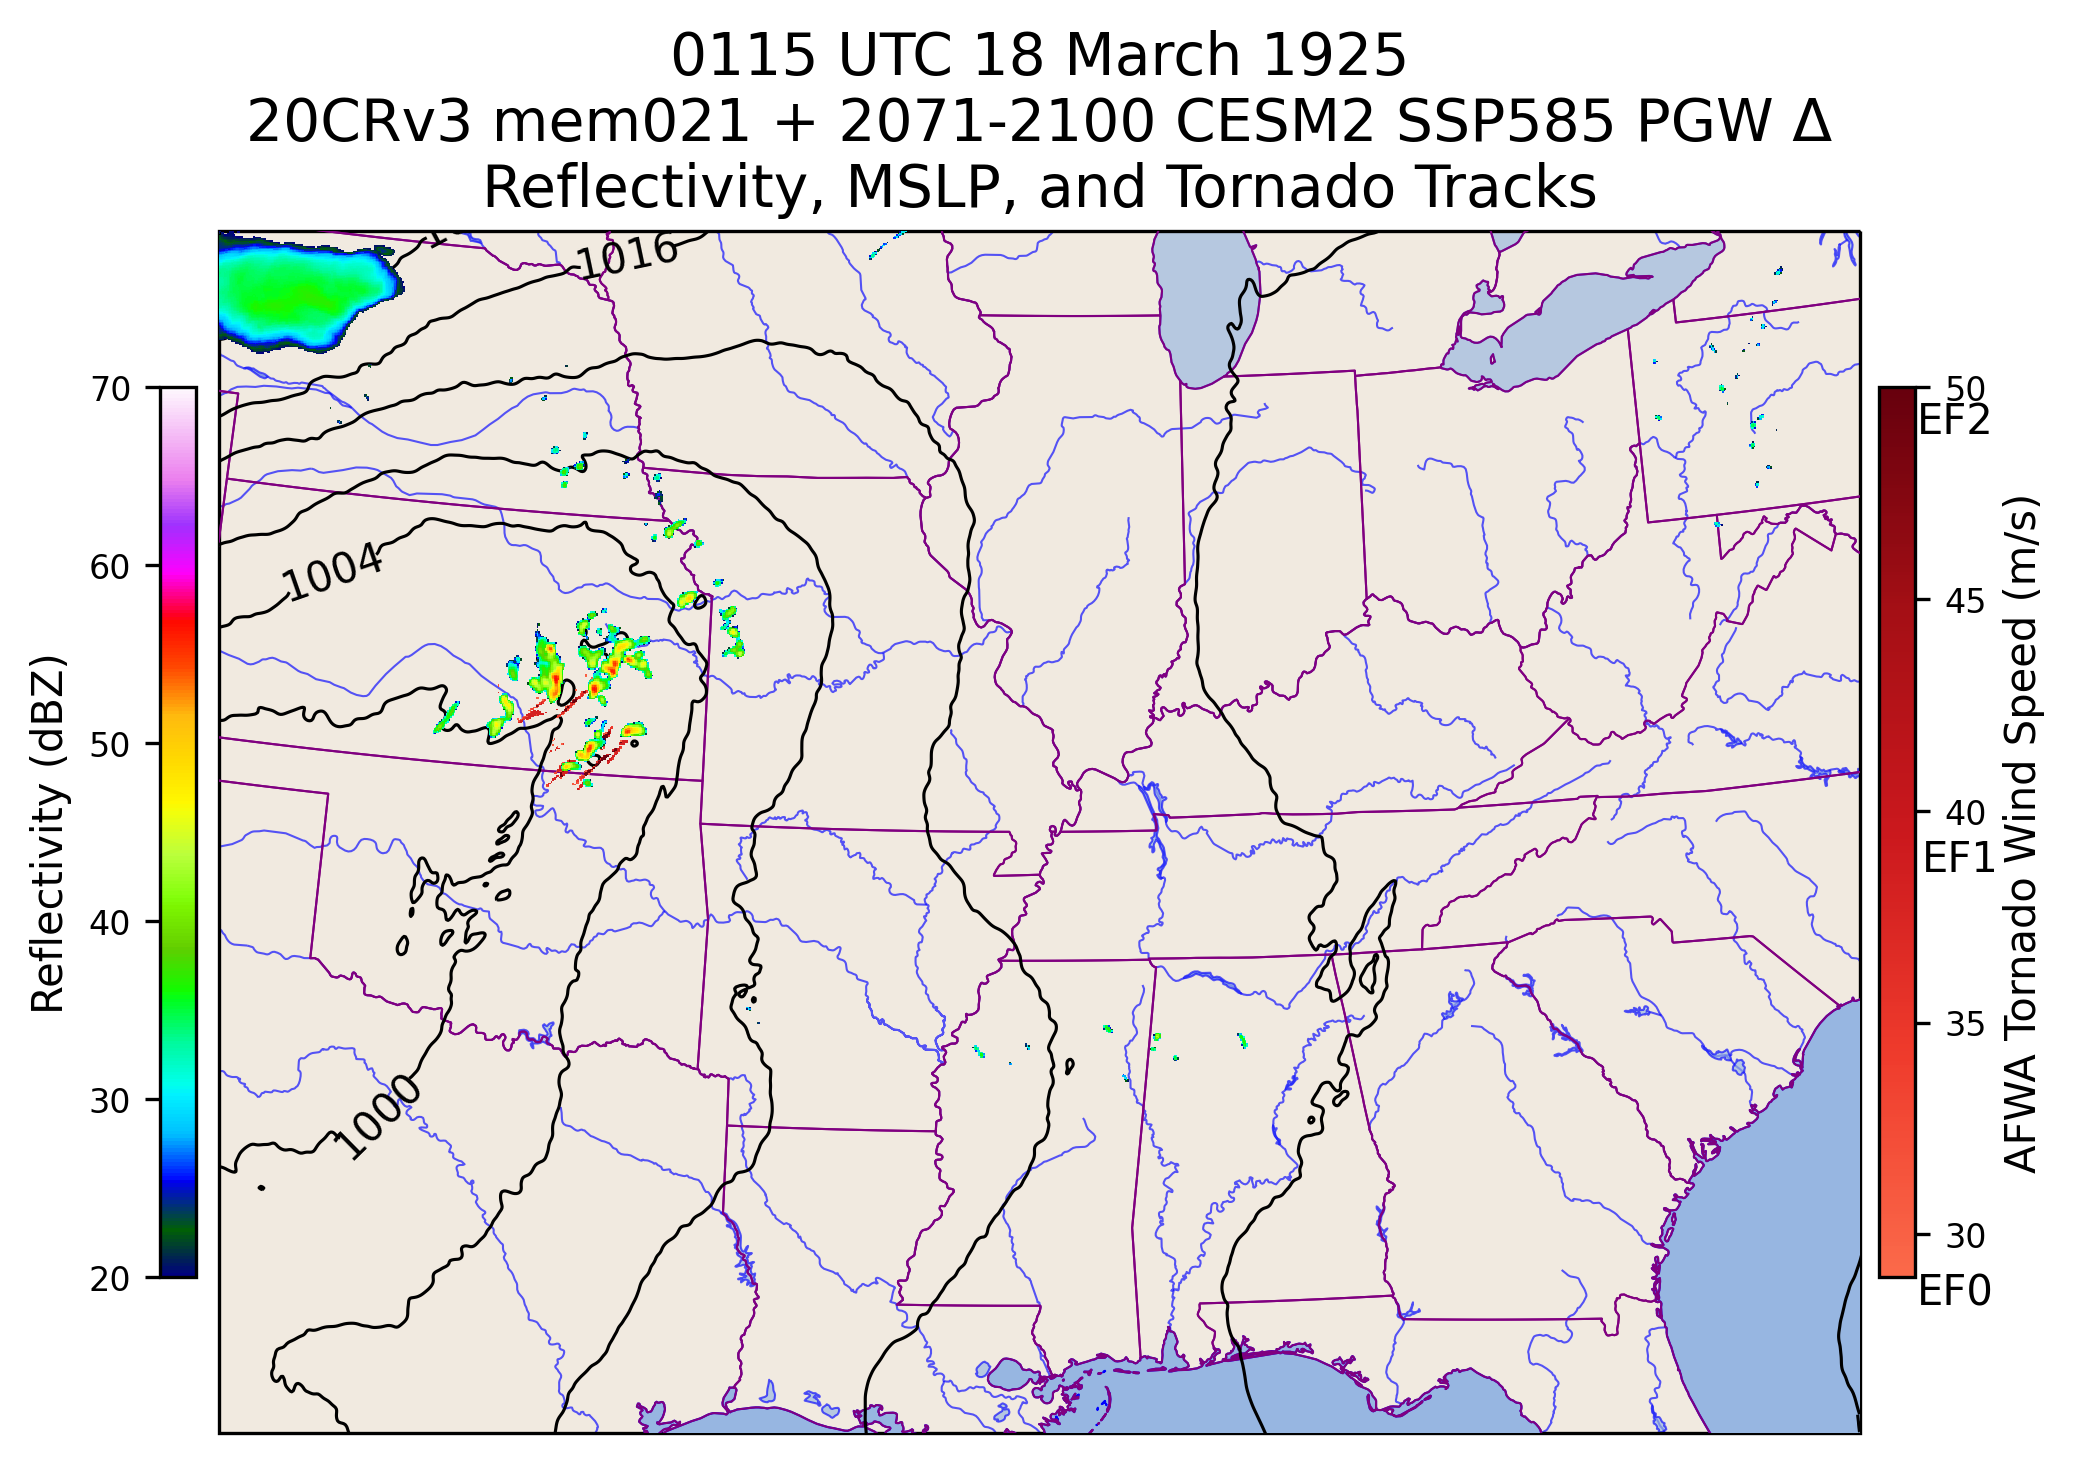 0115 UTC 18 March 1925
20CRv3 mem021 + 2071-2100 CESM2 SSP585 PGW Δ
Reflectivity, MSLP, and Tornado Tracks
1016
1004
1000
70
60
50
40
30
20
Reflectivity (dBZ)
50
EF2
45
40
EF1
35
30
EF0
AFWA Tornado Wind Speed (m/s)